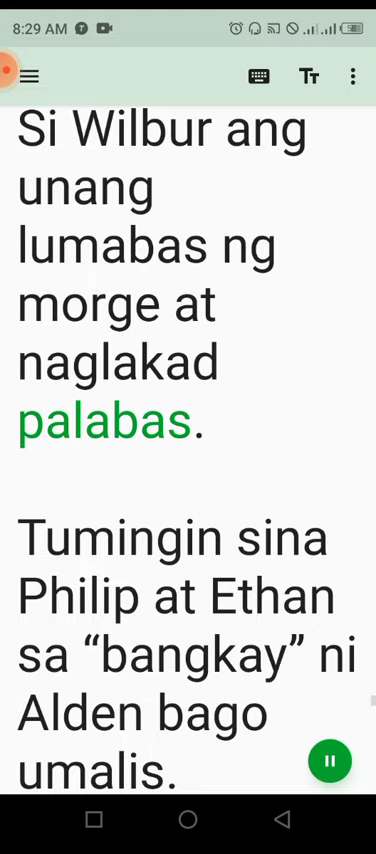 8:29 AM
Si Wilbur ang
unang
lumabas ng
morge at
naglakad
palabas.
Tumingin sina
Philip at Ethan
sa “bangkay” ni
Alden bago
umalis.